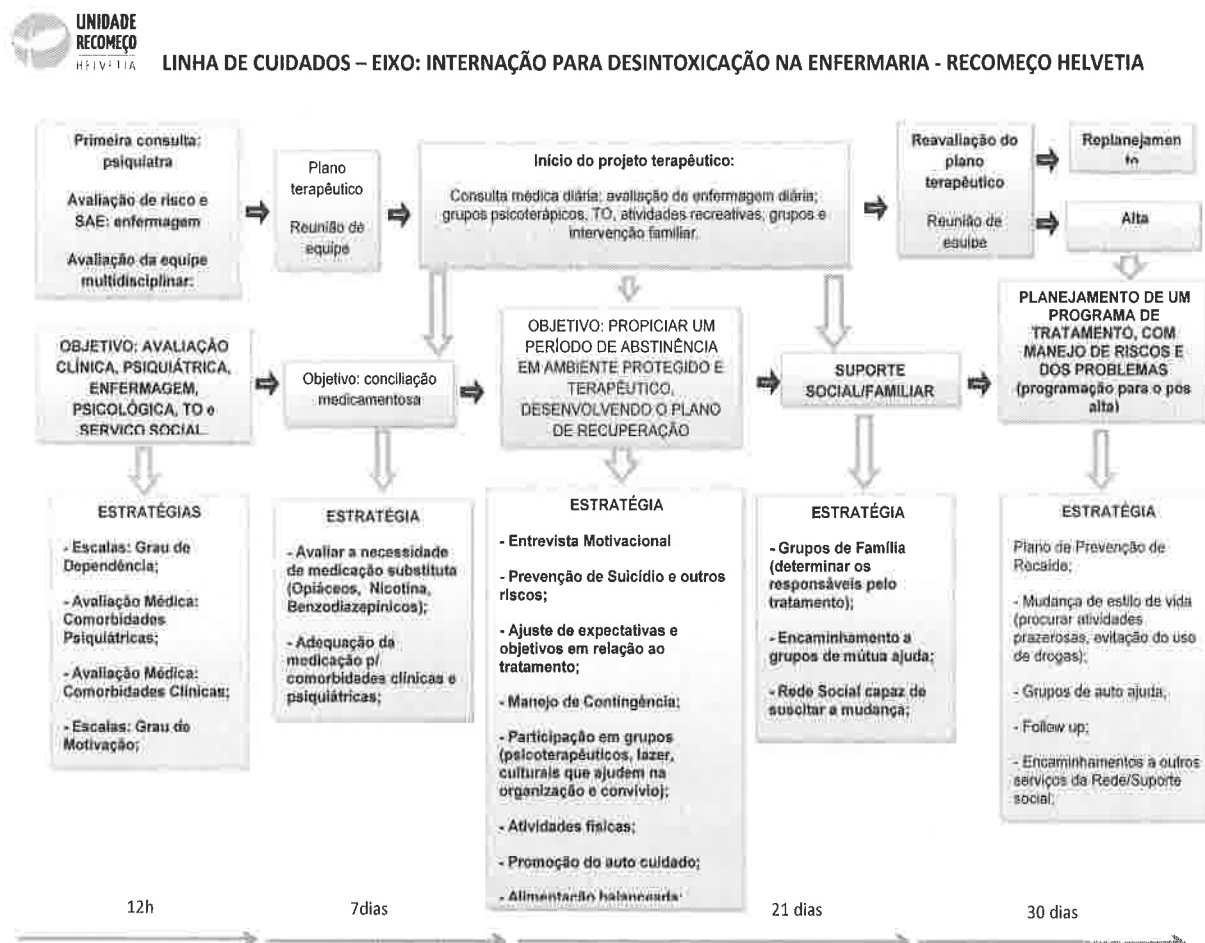 UNIDADE
RECOMEÇO
HELVETIA
LINHA DE CUIDADOS – EIXO: INTERNAÇÃO PARA DESINTOXICAÇÃO NA ENFERMARIA - RECOMEÇO HELVETIA
Primeira consulta:
psiquiatra
Avaliação de risco e
SAE: enfermagem
Avaliação da equipe
multidisciplinar:
Plano
terapêutico
Reunião de
equipe
Início do projeto terapêutico:
Consulta médica diária; avaliação de enfermagem diária;
grupos psicoterápicos, TO, atividades recreativas; grupos e
intervenção familiar.
Reavaliação do
plano
terapêutico
Reunião de
equipe
Replanejamen
to
Alta
OBJETIVO: AVALIAÇÃO
CLÍNICA, PSIQUIÁTRICA,
ENFERMAGEM,
PSICOLÓGICA, TO e
SERVIÇO SOCIAL
Objetivo: conciliação
medicamentosa
OBJETIVO: PROPICIAR UM
PERÍODO DE ABSTINÊNCIA
EM AMBIENTE PROTEGIDO E
TERAPÊUTICO,
DESENVOLVENDO O PLANO
DE RECUPERAÇÃO
SUPORTE
SOCIAL/FAMILIAR
PLANEJAMENTO DE UM
PROGRAMA DE
TRATAMENTO, COM
MANEJO DE RISCOS E
DOS PROBLEMAS
(programação para o pós
alta)
ESTRATÉGIAS
- Escalas: Grau de
Dependência;
- Avaliação Médica:
Comorbidades
Psiquiátricas;
- Avaliação Médica:
Comorbidades Clínicas;
- Escalas: Grau de
Motivação;
ESTRATÉGIA
- Avaliar a necessidade
de medicação substituta
(Opiáceos, Nicotina,
Benzodiazepínicos);
- Adequação da
medicação p/
comorbidades clínicas e
psiquiátricas;
ESTRATÉGIA
- Entrevista Motivacional
- Prevenção de Suicídio e outros
riscos;
- Ajuste de expectativas e
objetivos em relação ao
tratamento;
- Manejo de Contingência;
- Participação em grupos
(psicoterapêuticos, lazer,
culturais que ajudem na
organização e convívio);
- Atividades físicas;
- Promoção do auto cuidado;
- Alimentação balanceada;
ESTRATÉGIA
- Grupos de Família
(determinar os
responsáveis pelo
tratamento);
- Encaminhamento a
grupos de mútua ajuda;
- Rede Social capaz de
suscitar a mudança;
ESTRATÉGIA
Plano de Prevenção de
Recaída;
- Mudança de estilo de vida
(procurar atividades
prazerosas, evitação do uso
de drogas);
- Grupos de auto ajuda;
- Follow up;
- Encaminhamentos a outros
serviços da Rede/Suporte
social;
12h
7dias
21 dias
30 dias